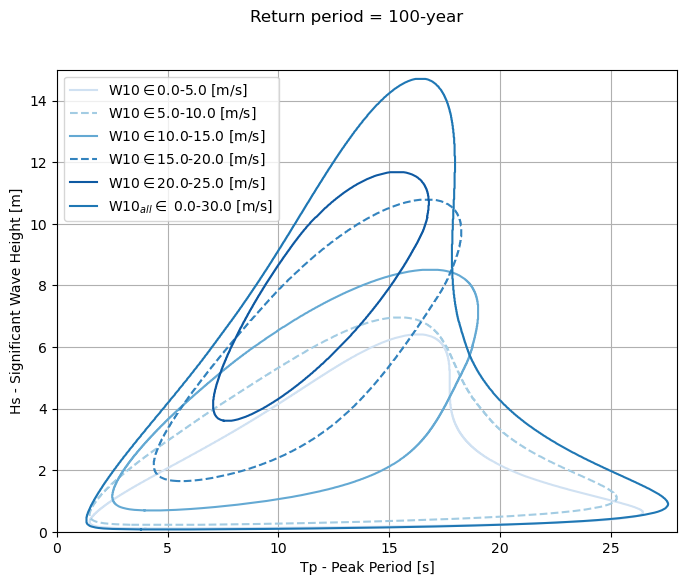 Return period = 100-year
W10 ∈ 0.0-5.0 [m/s]
W10 ∈ 5.0-10.0 [m/s]
W10 ∈ 10.0-15.0 [m/s]
W10 ∈ 15.0-20.0 [m/s]
W10 ∈ 20.0-25.0 [m/s]
W10all ∈ 0.0-30.0 [m/s]
Hs - Significant Wave Height [m]
14
12
10
8
6
4
2
0
0 5 10 15 20 25
Tp - Peak Period [s]